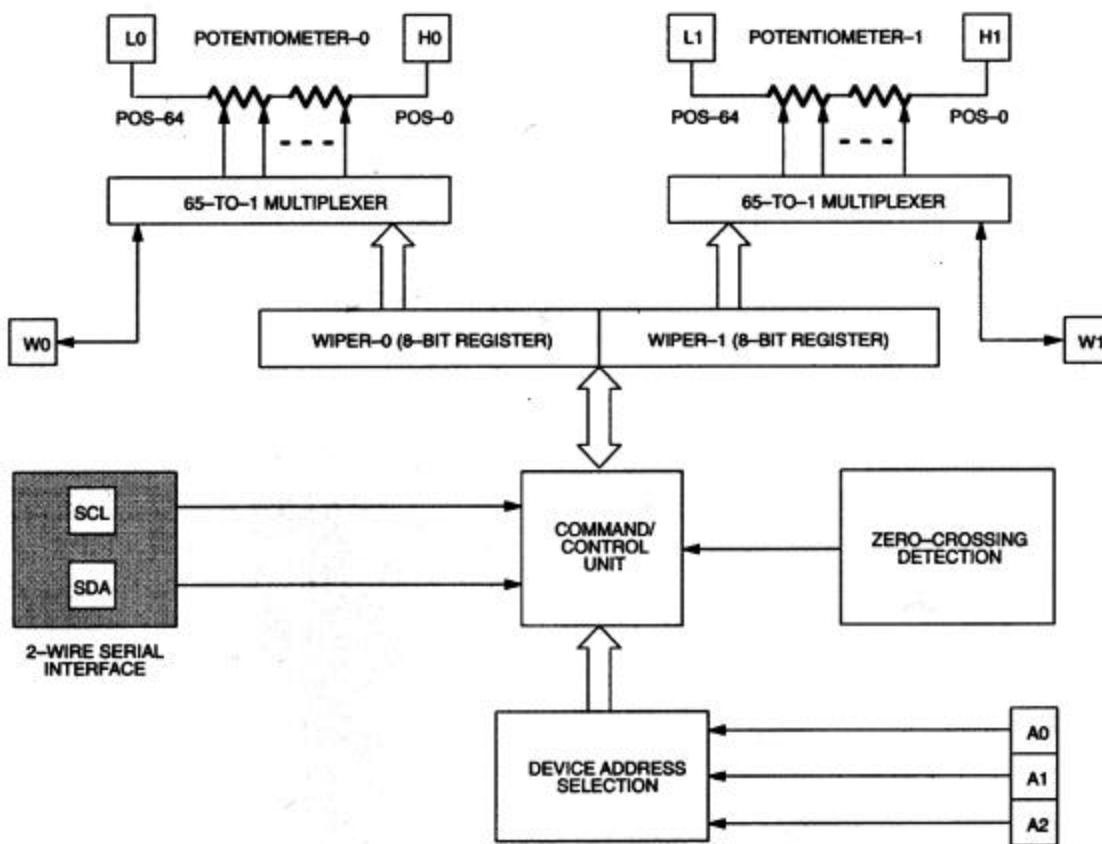 L0
POTENTIOMETER–0
H0
L1
POTENTIOMETER–1
H1
POS–64
POS–0
POS–64
POS–0
65–TO–1 MULTIPLEXER
65–TO–1 MULTIPLEXER
W0
WIPER–0 (8–BIT REGISTER)
WIPER–1 (8–BIT REGISTER)
W1
SCL
SDA
2–WIRE SERIAL
INTERFACE
COMMAND/
CONTROL
UNIT
ZERO–CROSSING
DETECTION
DEVICE ADDRESS
SELECTION
A0
A1
A2